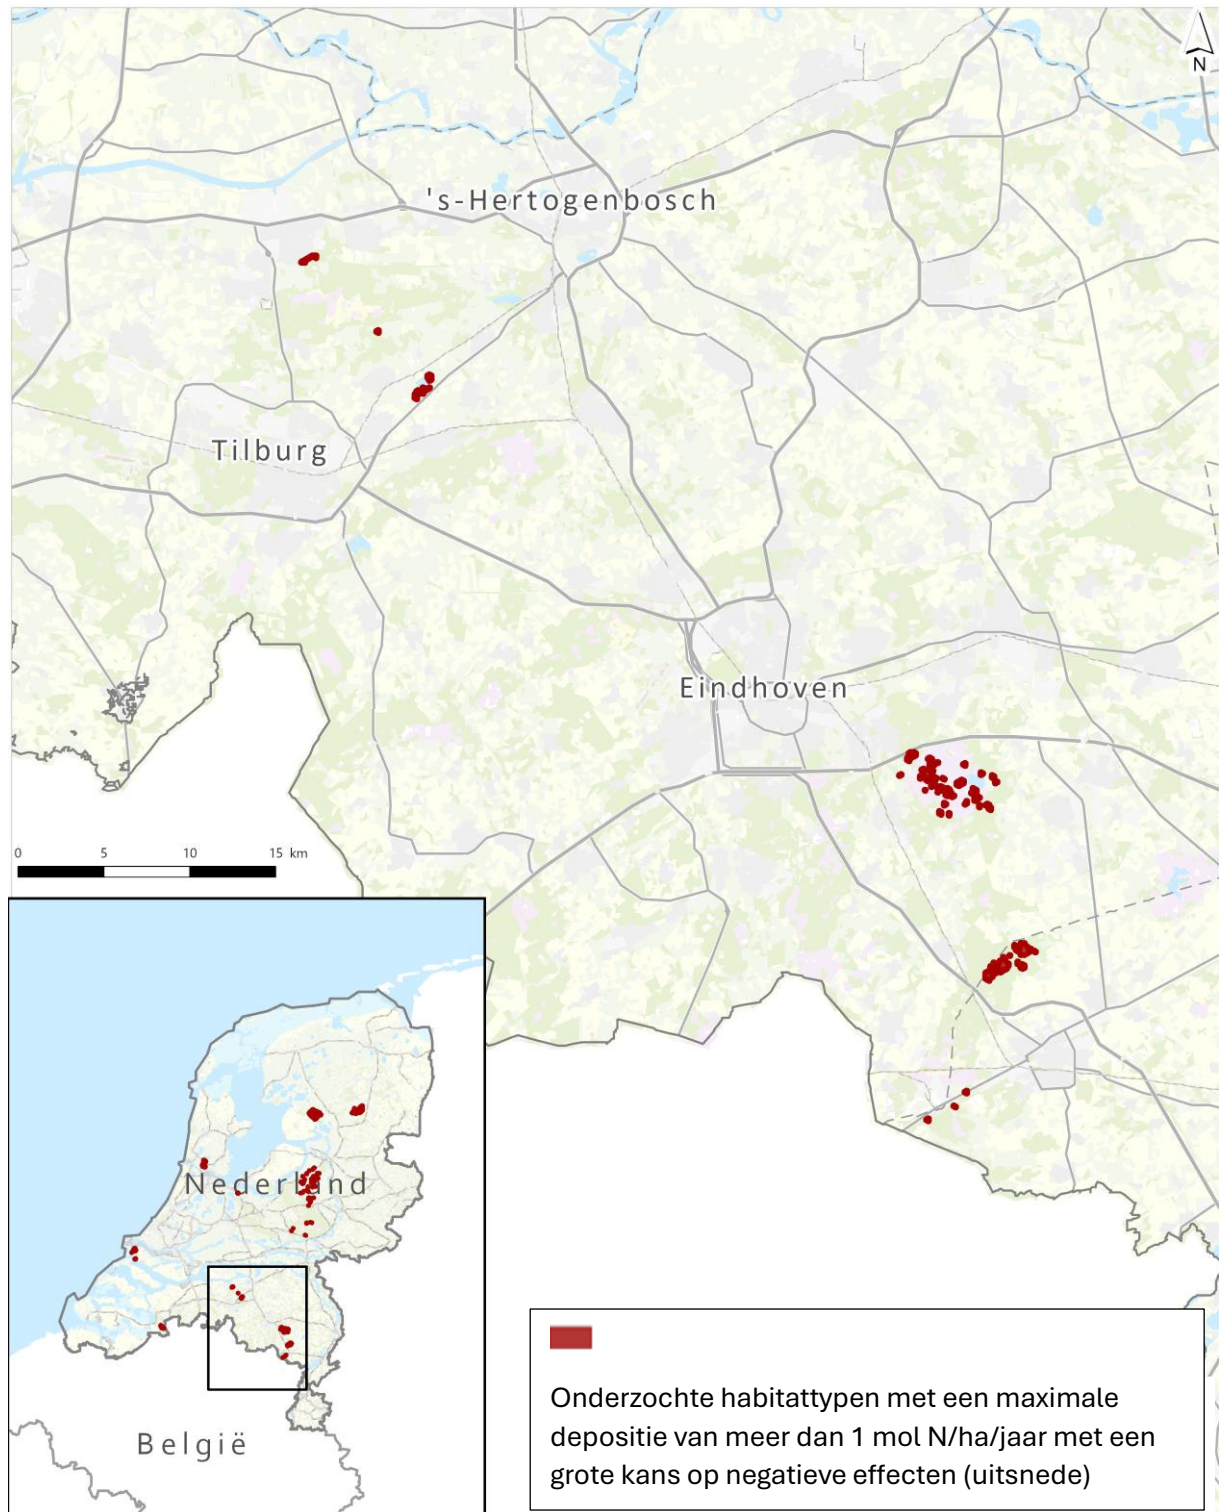 N
's-Hertogenbosch
Tilburg
Eindhoven
0 5 10 15 km
Nederland
België
Onderzochte habitattypen met een maximale
depositie van meer dan 1 mol N/ha/jaar met een
grote kans op negatieve effecten (uitsnede)